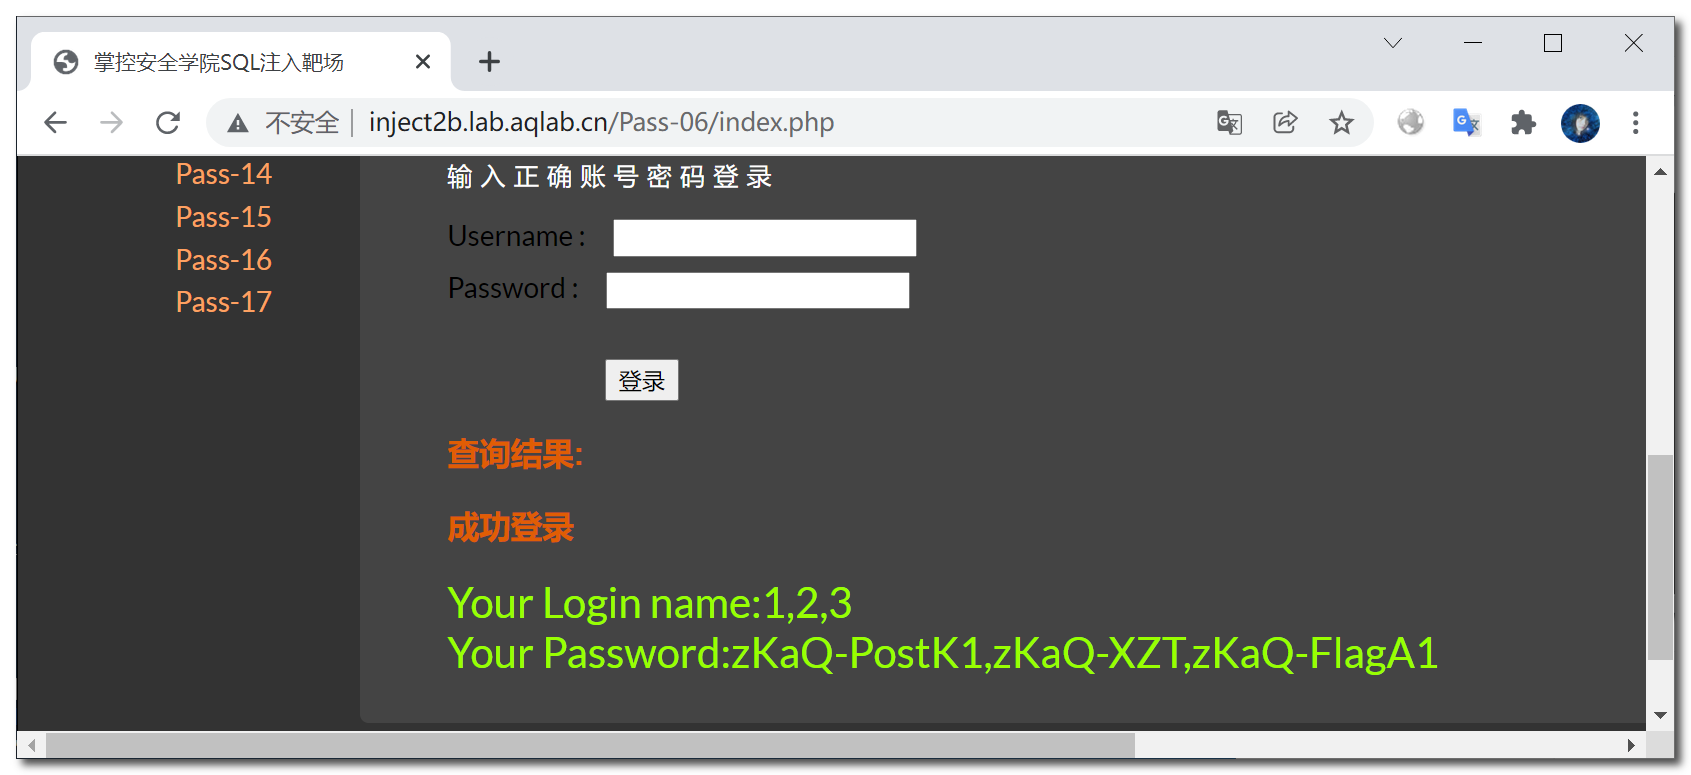 掌控安全学院SQL注入靶场
不安全 inject2b.lab.aqlab.cn/Pass-06/index.php
Pass-14
Pass-15
Pass-16
Pass-17
输入正确账号密码登录
Username :
Password :
登录
查询结果:
成功登录
Your Login name:1,2,3
Your Password:zKaQ-PostK1,zKaQ-XZT,zKaQ-FlagA1